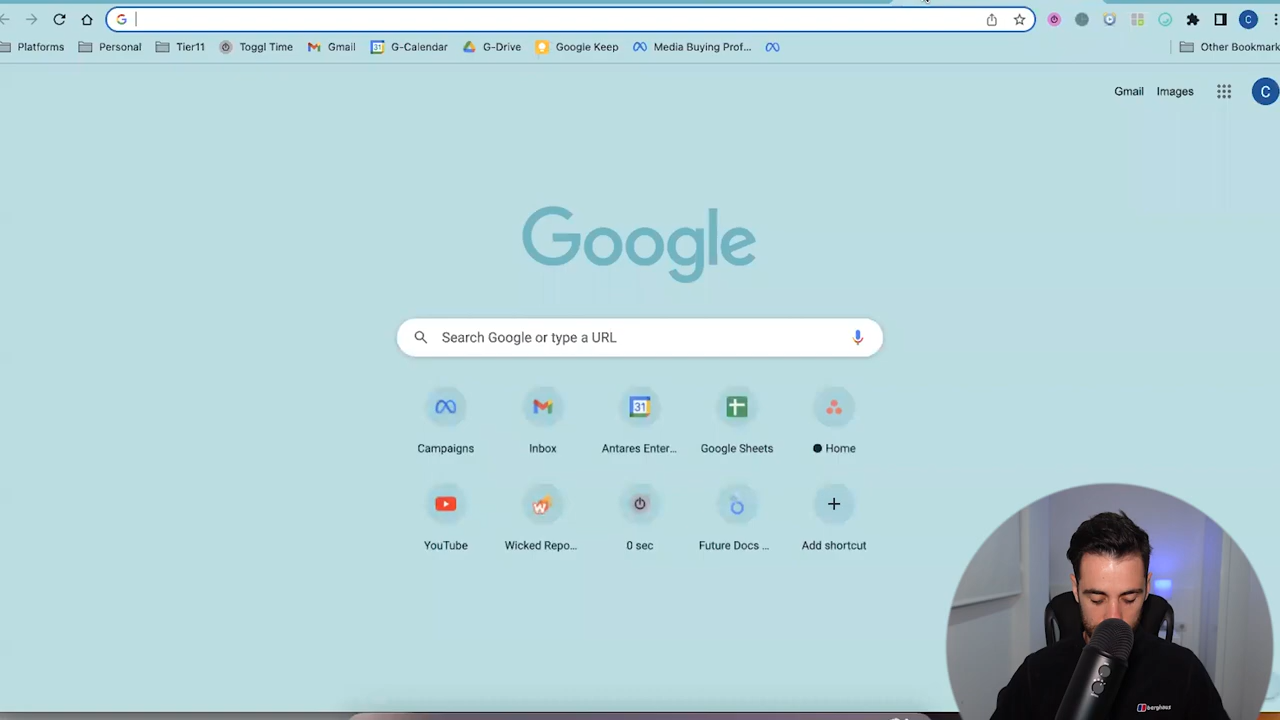 Platforms Personal Tier11 Toggl Time Gmail G-Calendar G-Drive Google Keep Media Buying Prof... Other Bookmark
Gmail Images C
Google
Search Google or type a URL
Campaigns Inbox Antares Enter... Google Sheets Home
YouTube Wicked Repo... 0 sec Future Docs ... Add shortcut
berghaus